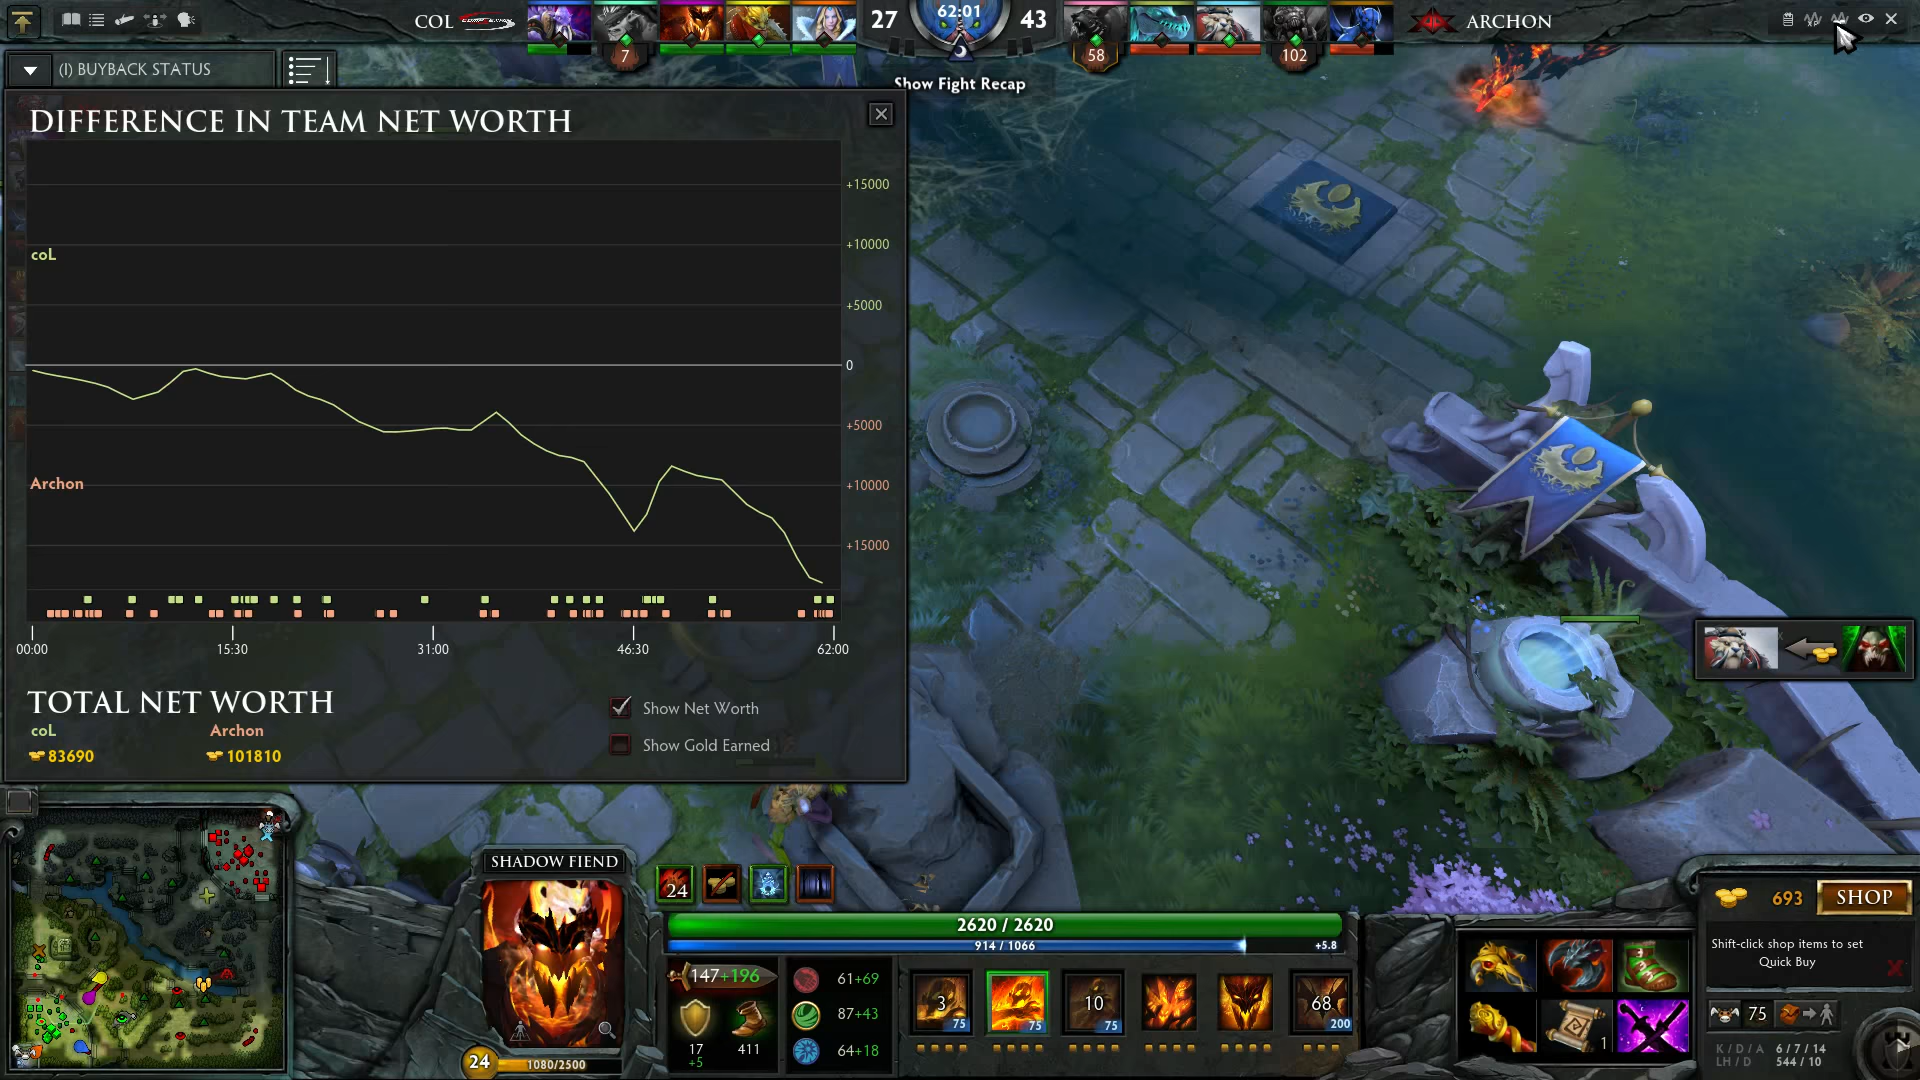 COL
27
62:01
43
ARCHON
7
58
102
(I) BUYBACK STATUS
Show Fight Recap
DIFFERENCE IN TEAM NET WORTH
+15000
+10000
coL
+5000
0
+5000
Archon
+10000
+15000
00:00 15:30 31:00 46:30 62:00
TOTAL NET WORTH
coL Archon
83690 101810
Show Net Worth
Show Gold Earned
SHADOW FIEND
24
2620 / 2620
914 / 1066 +5.8
147+196
17
+5
411
61+69
87+43
64+18
3 75
75
10 75
68 200
24 1080/2500
1
693 SHOP
Shift-click shop items to set
Quick Buy
75
K / D / A 6 / 7 / 14
LH / D 544 / 10